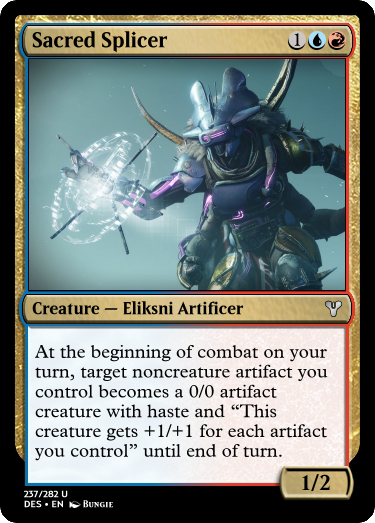 Sacred Splicer
1
Creature — Eliksni Artificer
At the beginning of combat on your
turn, target noncreature artifact you
control becomes a 0/0 artifact
creature with haste and “This
creature gets +1/+1 for each artifact
you control” until end of turn.
1/2
237/282 U
DES • EN Bungie